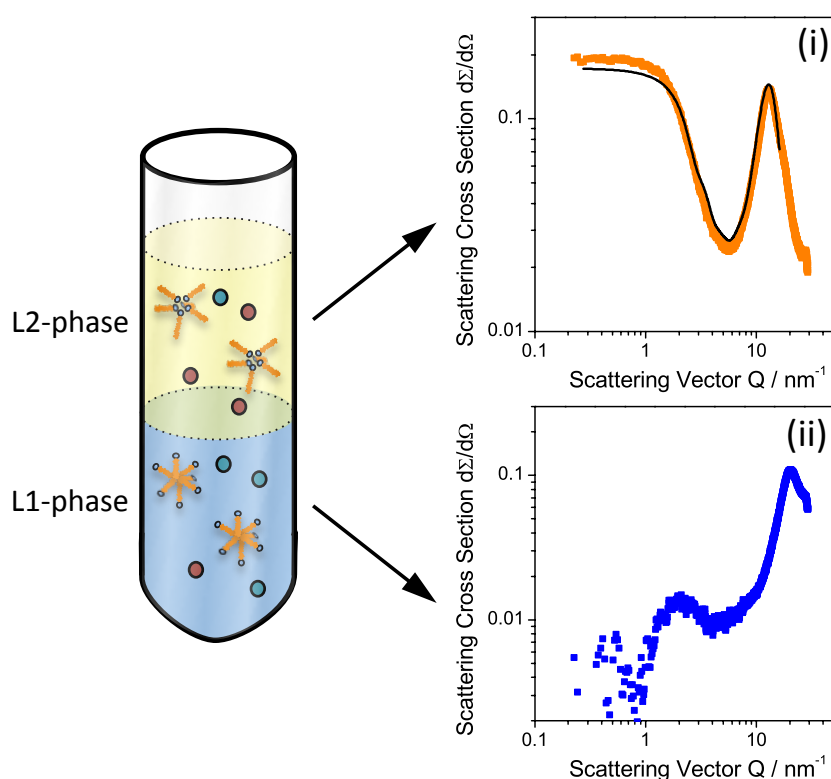 L2-phase
L1-phase
(i)
Scattering Cross Section dΣ/dΩ
0.1
0.01
0.1
1
10
Scattering Vector Q / nm⁻¹
(ii)
Scattering Cross Section dΣ/dΩ
0.1
0.01
0.1
1
10
Scattering Vector Q / nm⁻¹